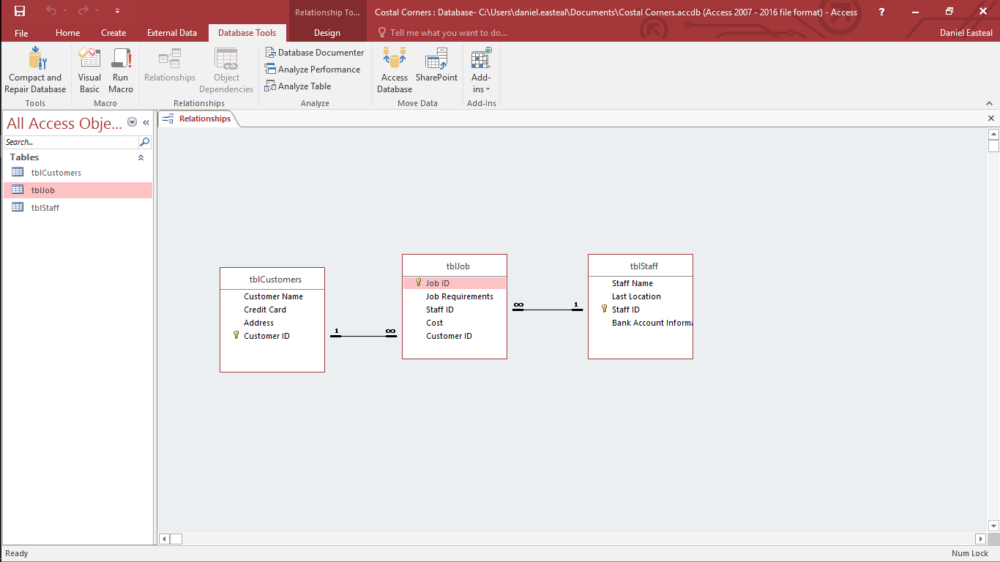 Relationship To...
Costal Corners : Database- C:\Users\daniel.easteal\Documents\Costal Corners.accdb (Access 2007 - 2016 file format) - Access
?
File
Home
Create
External Data
Database Tools
Design
Tell me what you want to do...
Daniel Easteal
Compact and
Repair Database
Tools
Visual
Basic
Run
Macro
Macro
Relationships
Object
Dependencies
Relationships
Database Documenter
Analyze Performance
Analyze Table
Analyze
Access
Database
SharePoint
Move Data
Add-
ins
Add-Ins
All Access Obje...
Search...
Tables
tblCustomers
tblJob
tblStaff
Relationships
tblCustomers
Customer Name
Credit Card
Address
Customer ID
1
∞
tblJob
Job ID
Job Requirements
Staff ID
Cost
Customer ID
∞
1
tblStaff
Staff Name
Last Location
Staff ID
Bank Account Informa
Ready
Num Lock